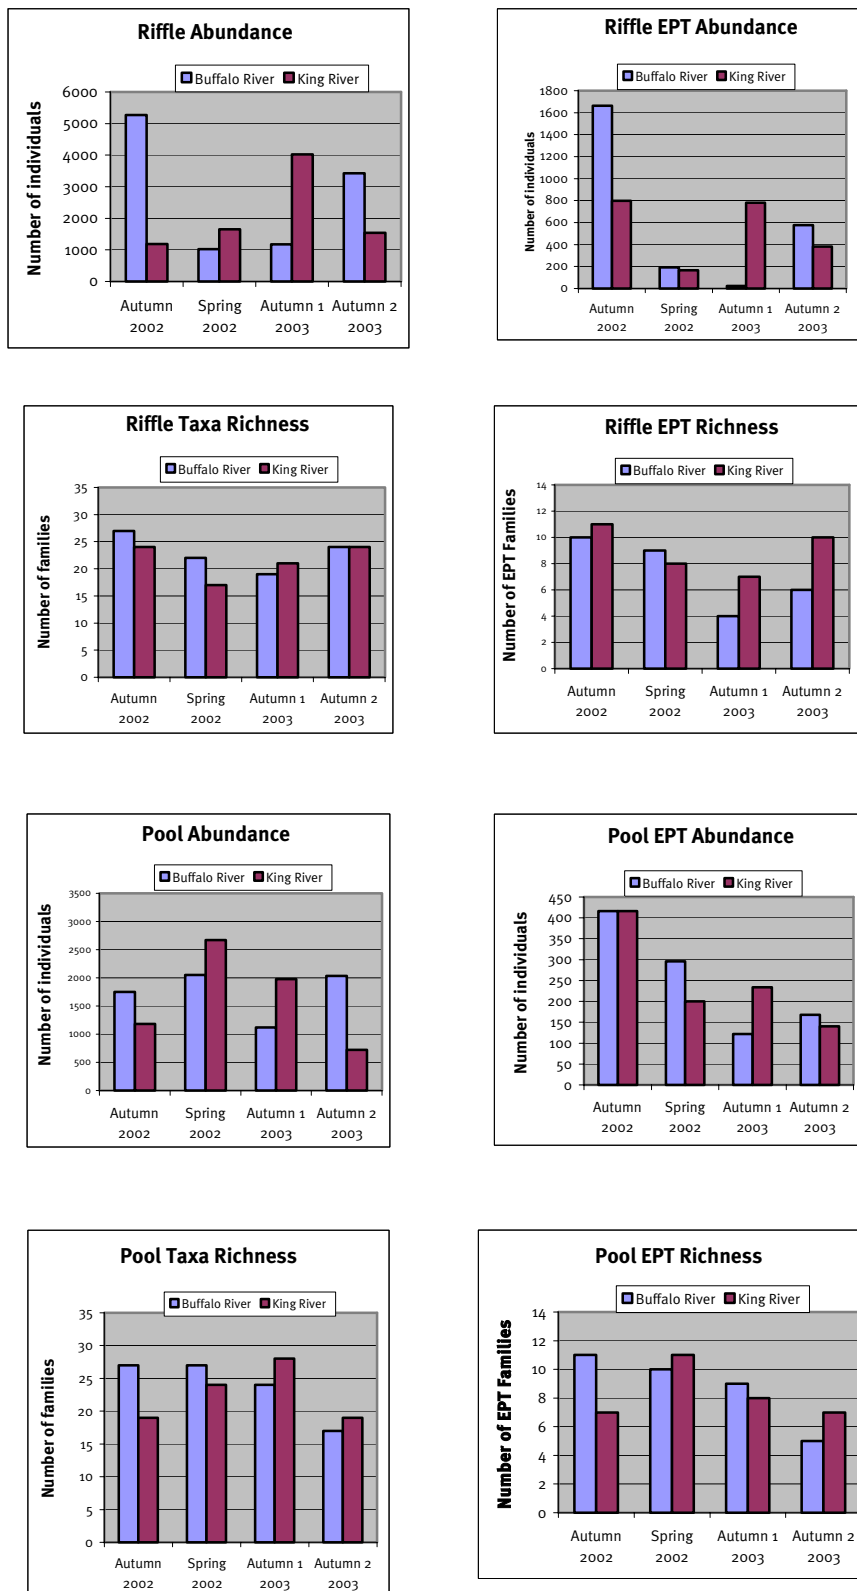 Riffle Abundance
Buffalo River King River
Number of individuals
6000
5000
4000
3000
2000
1000
0
Autumn Spring Autumn 1 Autumn 2
2002 2002 2003 2003
Riffle EPT Abundance
Buffalo River King River
Number of individuals
1800
1600
1400
1200
1000
800
600
400
200
0
Autumn Spring Autumn 1 Autumn 2
2002 2002 2003 2003
Riffle Taxa Richness
Buffalo River King River
Number of families
35
30
25
20
15
10
5
0
Autumn Spring Autumn 1 Autumn 2
2002 2002 2003 2003
Riffle EPT Richness
Buffalo River King River
Number of EPT Families
14
12
10
8
6
4
2
0
Autumn Spring Autumn 1 Autumn 2
2002 2002 2003 2003
Pool Abundance
Buffalo River King River
Number of individuals
3500
3000
2500
2000
1500
1000
500
0
Autumn Spring Autumn 1 Autumn 2
2002 2002 2003 2003
Pool EPT Abundance
Buffalo River King River
Number of individuals
450
400
350
300
250
200
150
100
50
0
Autumn Spring Autumn 1 Autumn 2
2002 2002 2003 2003
Pool Taxa Richness
Buffalo River King River
Number of families
35
30
25
20
15
10
5
0
Autumn Spring Autumn 1 Autumn 2
2002 2002 2003 2003
Pool EPT Richness
Buffalo River King River
Number of EPT Families
14
12
10
8
6
4
2
0
Autumn Spring Autumn 1 Autumn 2
2002 2002 2003 2003